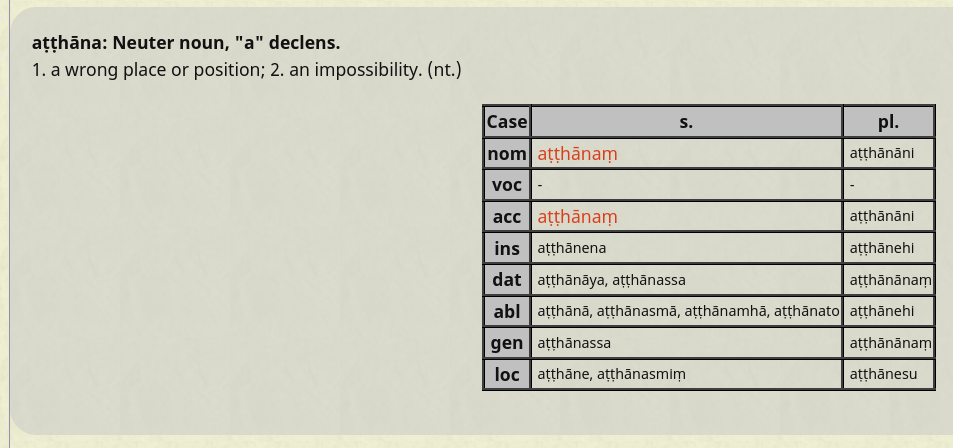 aṭṭhāna: Neuter noun, "a" declens.
1. a wrong place or position; 2. an impossibility. (nt.)
Case s. pl.
nom aṭṭhānaṃ aṭṭhānāni
voc - -
acc aṭṭhānaṃ aṭṭhānāni
ins aṭṭhānena aṭṭhānehi
dat aṭṭhānāya, aṭṭhānassa aṭṭhānānaṃ
abl aṭṭhānā, aṭṭhānasmā, aṭṭhānamhā, aṭṭhānato aṭṭhānehi
gen aṭṭhānassa aṭṭhānānaṃ
loc aṭṭhāne, aṭṭhānasmiṃ aṭṭhānesu